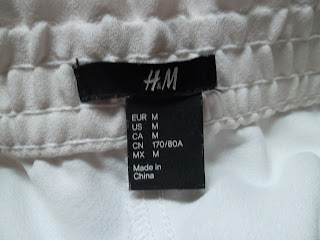 H&M
EUR M
US M
CA M
CN 170/80A
MX M
Made in
China